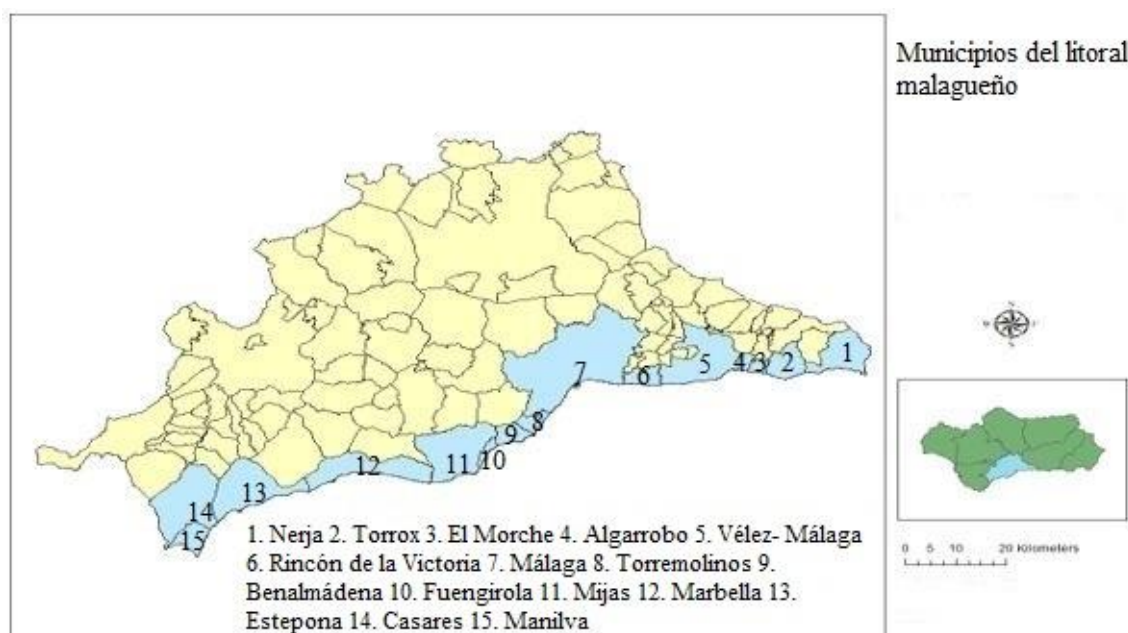 Municipios del litoral
malagueño
1
2
3
4
5
6
7
8
9
10
11
12
13
14
15
1. Nerja 2. Torrox 3. El Morche 4. Algarrobo 5. Vélez- Málaga
6. Rincón de la Victoria 7. Málaga 8. Torremolinos 9.
Benalmádena 10. Fuengirola 11. Mijas 12. Marbella 13.
Estepona 14. Casares 15. Manilva
0 5 10 20 Kilometers